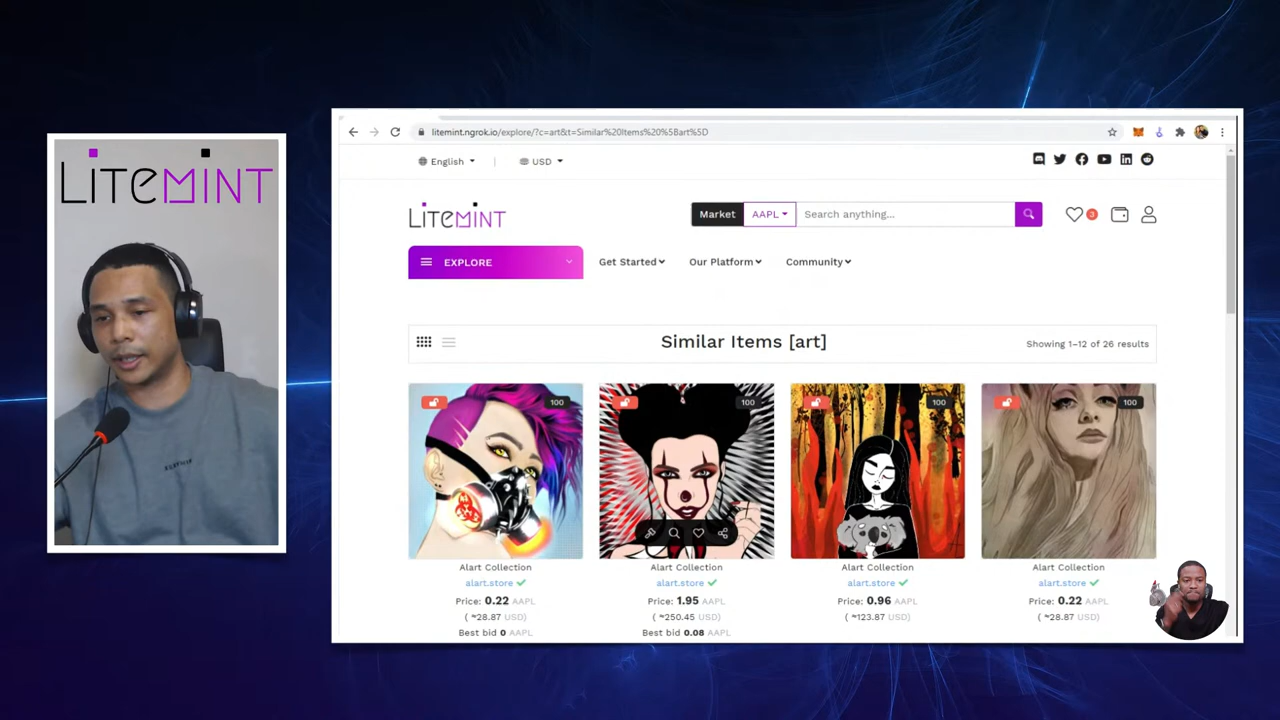 LITEMINT
litemint.ngrok.io/explore/?c=art&t=Similar%20Items%20%5Bart%5D
English | USD
LITEMINT
Market AAPL Search anything... 3
EXPLORE Get Started Our Platform Community
Similar Items [art] Showing 1–12 of 26 results
100 100 100 100
Alart Collection Alart Collection Alart Collection Alart Collection
alart.store alart.store alart.store alart.store
Price: 0.22 AAPL Price: 1.95 AAPL Price: 0.96 AAPL Price: 0.22 AAPL
( ≈28.87 USD) ( ≈250.45 USD) ( ≈123.87 USD) ( ≈28.87 USD)
Best bid 0 AAPL Best bid 0.08 AAPL